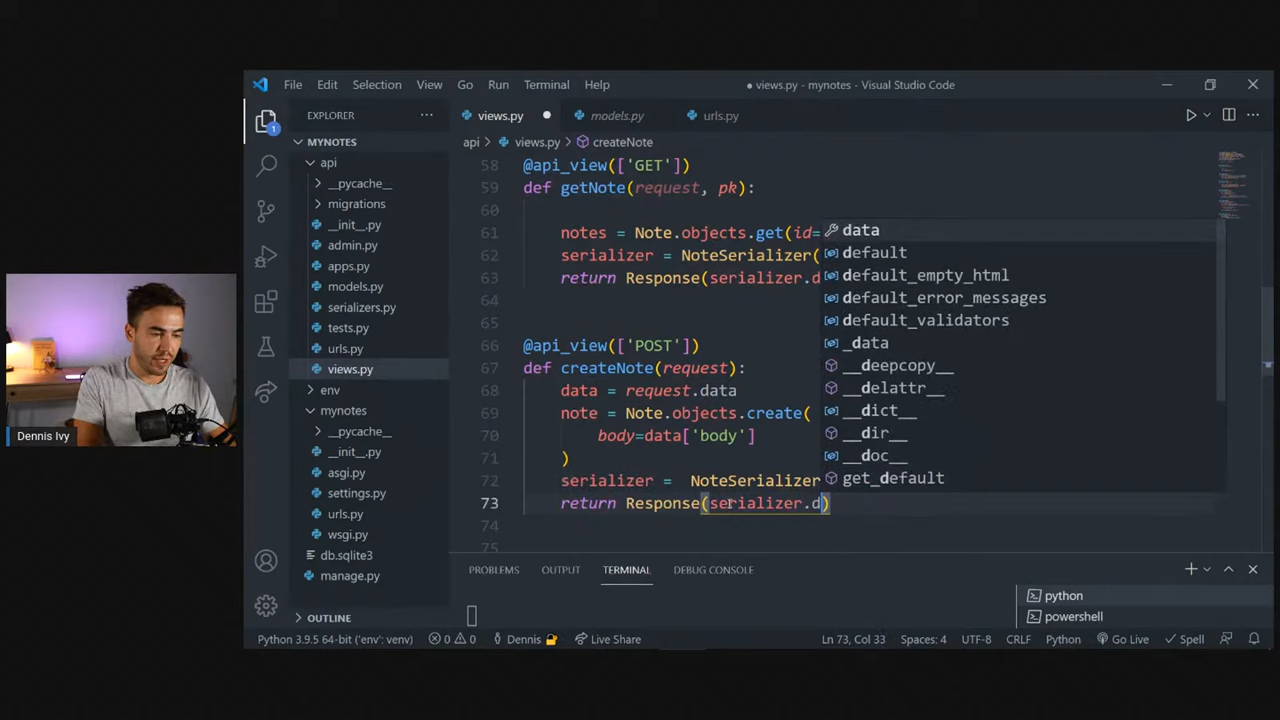 File Edit Selection View Go Run Terminal Help
● views.py - mynotes - Visual Studio Code
EXPLORER
MYNOTES
api
__pycache__
migrations
__init__.py
admin.py
apps.py
models.py
serializers.py
tests.py
urls.py
views.py
env
mynotes
__pycache__
__init__.py
asgi.py
settings.py
urls.py
wsgi.py
db.sqlite3
manage.py
OUTLINE
1
Dennis Ivy
views.py models.py urls.py
api > views.py > createNote
58 @api_view(['GET'])
59 def getNote(request, pk):
60
61 notes = Note.objects.get(id=
62 serializer = NoteSerializer(
63 return Response(serializer.d
64
65
66 @api_view(['POST'])
67 def createNote(request):
68 data = request.data
69 note = Note.objects.create(
70 body=data['body']
71 )
72 serializer = NoteSerializer
73 return Response(serializer.d)
74
75
data
default
default_empty_html
default_error_messages
default_validators
_data
__deepcopy__
__delattr__
__dict__
__dir__
__doc__
get_default
PROBLEMS OUTPUT TERMINAL DEBUG CONSOLE
python
powershell
Python 3.9.5 64-bit ('env': venv) 0 0 Dennis Live Share Ln 73, Col 33 Spaces: 4 UTF-8 CRLF Python Go Live Spell